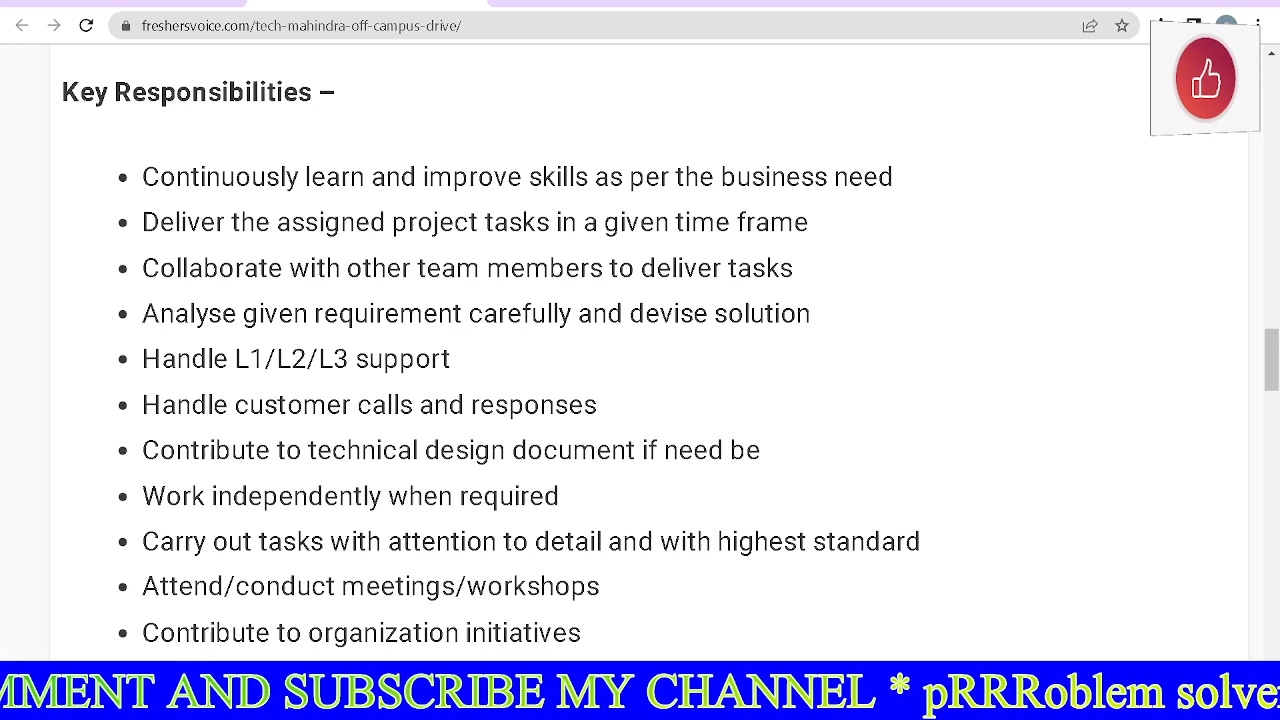 freshersvoice.com/tech-mahindra-off-campus-drive/
Key Responsibilities –
Continuously learn and improve skills as per the business need
Deliver the assigned project tasks in a given time frame
Collaborate with other team members to deliver tasks
Analyse given requirement carefully and devise solution
Handle L1/L2/L3 support
Handle customer calls and responses
Contribute to technical design document if need be
Work independently when required
Carry out tasks with attention to detail and with highest standard
Attend/conduct meetings/workshops
Contribute to organization initiatives
MMENT AND SUBSCRIBE MY CHANNEL * pRRRoblem solve